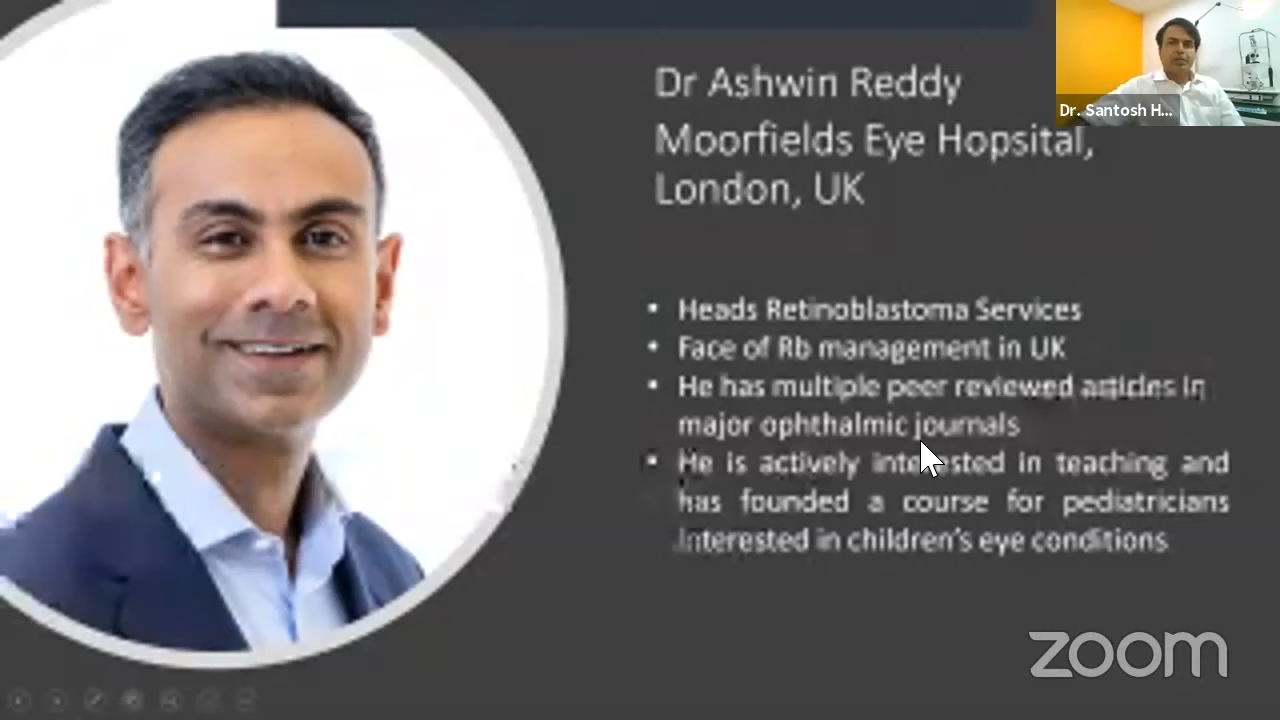 Dr Ashwin Reddy
Dr. Santosh H...
Moorfields Eye Hopsital,
London, UK
• Heads Retinoblastoma Services
• Face of Rb management in UK
• He has multiple peer reviewed articles in
major ophthalmic journals
• He is actively interested in teaching and
has founded a course for pediatricians
interested in children's eye conditions
zoom